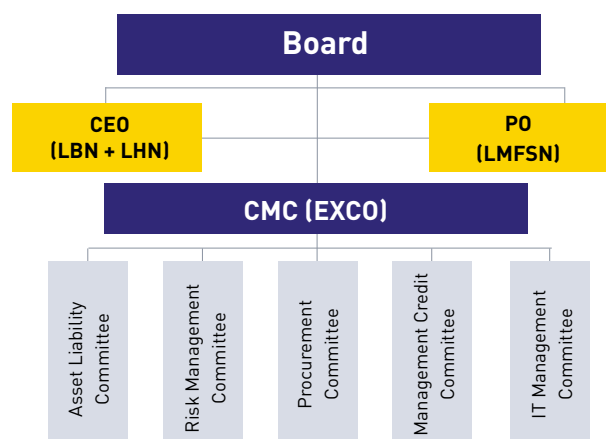 Board
CEO
(LBN + LHN)
PO
(LMFSN)
CMC (EXCO)
Asset Liability
Committee
Risk Management
Committee
Procurement
Committee
Management Credit
Committee
IT Management
Committee